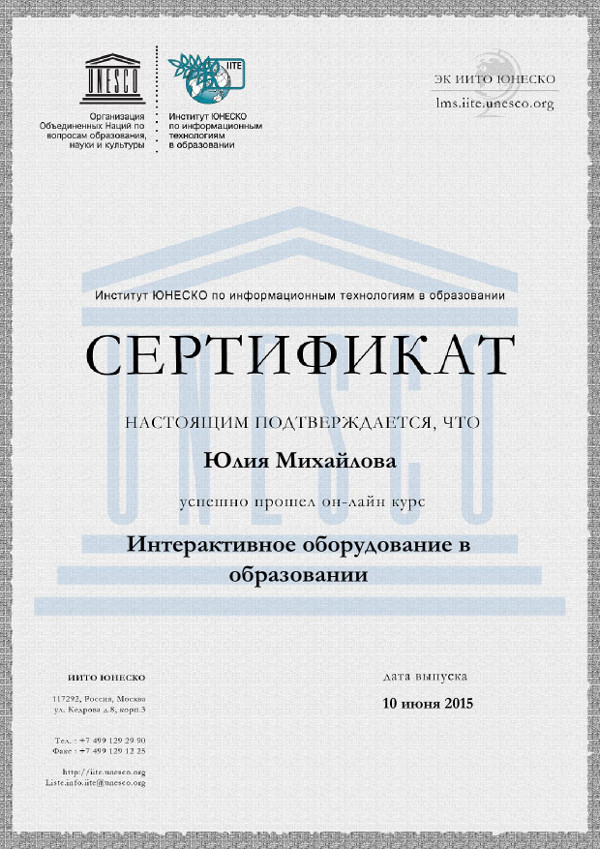 UNESCO
Организация
Объединенных Наций по
вопросам образования,
науки и культуры
IITE
Институт ЮНЕСКО
по информационным
технологиям
в образовании
ЭК ИИТО ЮНЕСКО
lms.iite.unesco.org
Институт ЮНЕСКО по информационным технологиям в образовании
СЕРТИФИКАТ
НАСТОЯЩИМ ПОДТВЕРЖДАЕТСЯ, ЧТО
Юлия Михайлова
успешно прошел он-лайн курс
UNESCO
Интерактивное оборудование в
образовании
ИИТО ЮНЕСКО
117292, Россия, Москва
ул. Кедрова д.8, корп.3
Тел. : +7 499 129 29 90
Факс : +7 499 129 12 25
http://iite.unesco.org
Liste.info.iite@unesco.org
дата выпуска
10 июня 2015